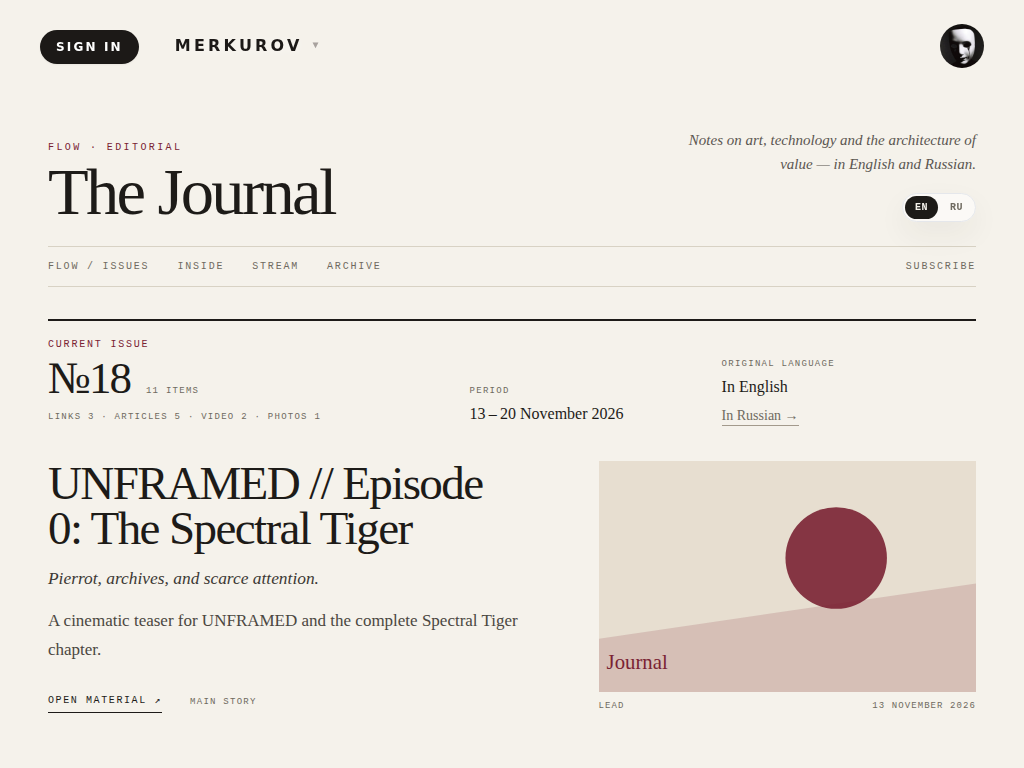 SIGN IN
MERKUROV ▼
FLOW · EDITORIAL
The Journal
Notes on art, technology and the architecture of
value — in English and Russian.
EN RU
FLOW / ISSUES INSIDE STREAM ARCHIVE SUBSCRIBE
CURRENT ISSUE
№18 11 ITEMS
LINKS 3 · ARTICLES 5 · VIDEO 2 · PHOTOS 1
PERIOD
13 – 20 November 2026
ORIGINAL LANGUAGE
In English
In Russian →
UNFRAMED // Episode
0: The Spectral Tiger
Pierrot, archives, and scarce attention.
A cinematic teaser for UNFRAMED and the complete Spectral Tiger
chapter.
OPEN MATERIAL ↗ MAIN STORY
Journal
LEAD 13 NOVEMBER 2026